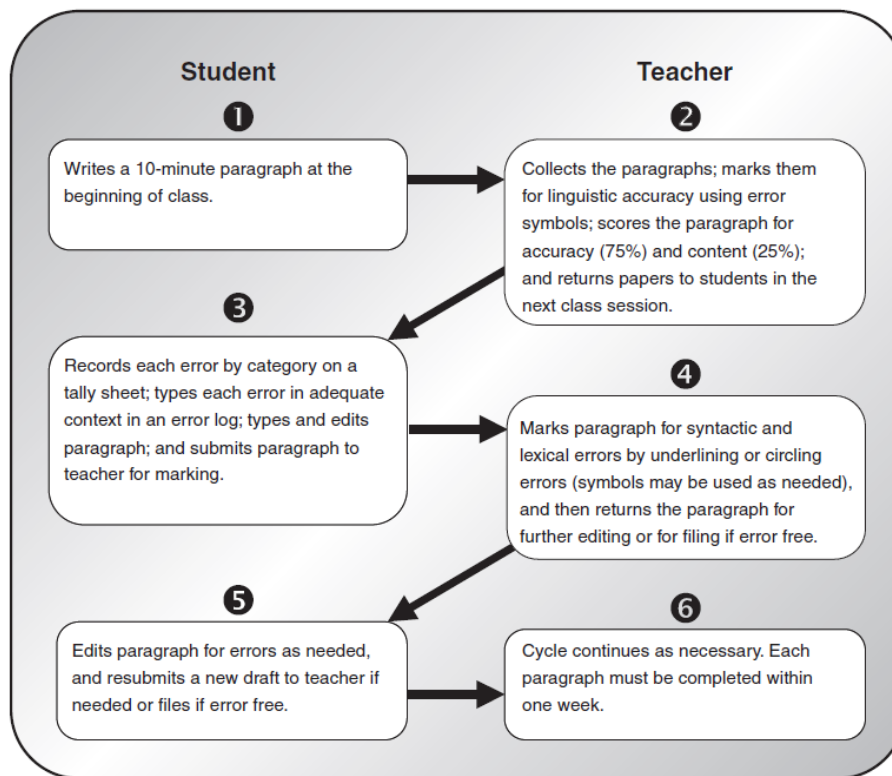 Student
Teacher
❶
❷
Writes a 10-minute paragraph at the
beginning of class.
Collects the paragraphs; marks them
for linguistic accuracy using error
symbols; scores the paragraph for
accuracy (75%) and content (25%);
and returns papers to students in the
next class session.
❸
❹
Records each error by category on a
tally sheet; types each error in adequate
context in an error log; types and edits
paragraph; and submits paragraph to
teacher for marking.
Marks paragraph for syntactic and
lexical errors by underlining or circling
errors (symbols may be used as needed),
and then returns the paragraph for
further editing or for filing if error free.
❺
❻
Edits paragraph for errors as needed,
and resubmits a new draft to teacher if
needed or files if error free.
Cycle continues as necessary. Each
paragraph must be completed within
one week.